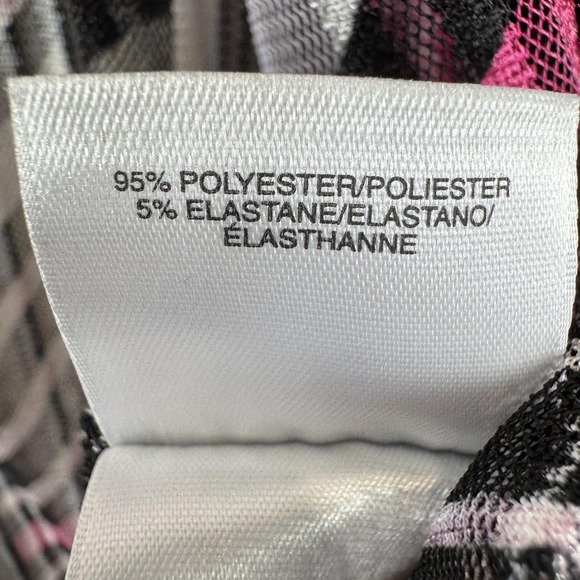 95% POLYESTER/POLIESTER
5% ELASTANE/ELASTANO/
ÉLASTHANNE